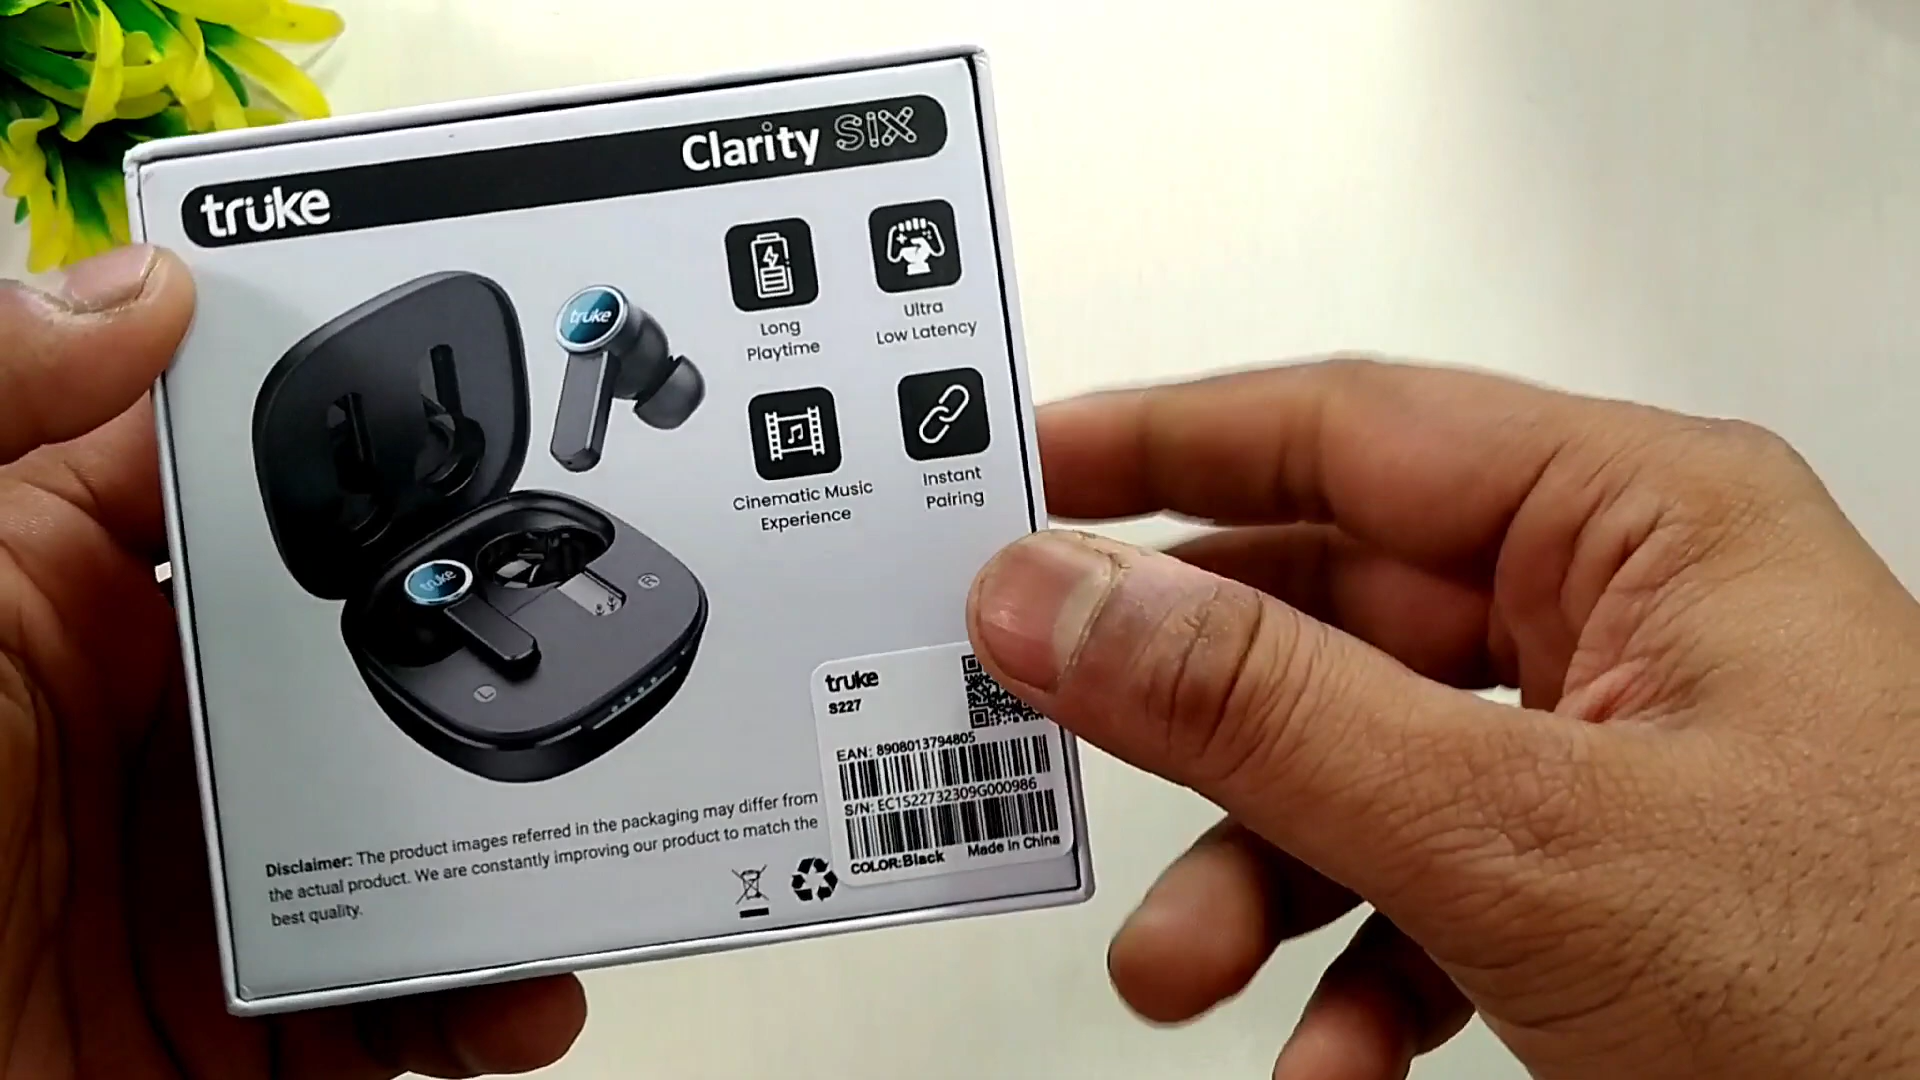 trüke
Clarity SIX
truke
Long
Playtime
Ultra
Low Latency
Cinematic Music
Experience
Instant
Pairing
truke
R
L
truke
S227
EAN: 8908013794805
S/N: EC1S22732309G000986
COLOR:Black Made in China
Disclaimer: The product images referred in the packaging may differ from
the actual product. We are constantly improving our product to match the
best quality.